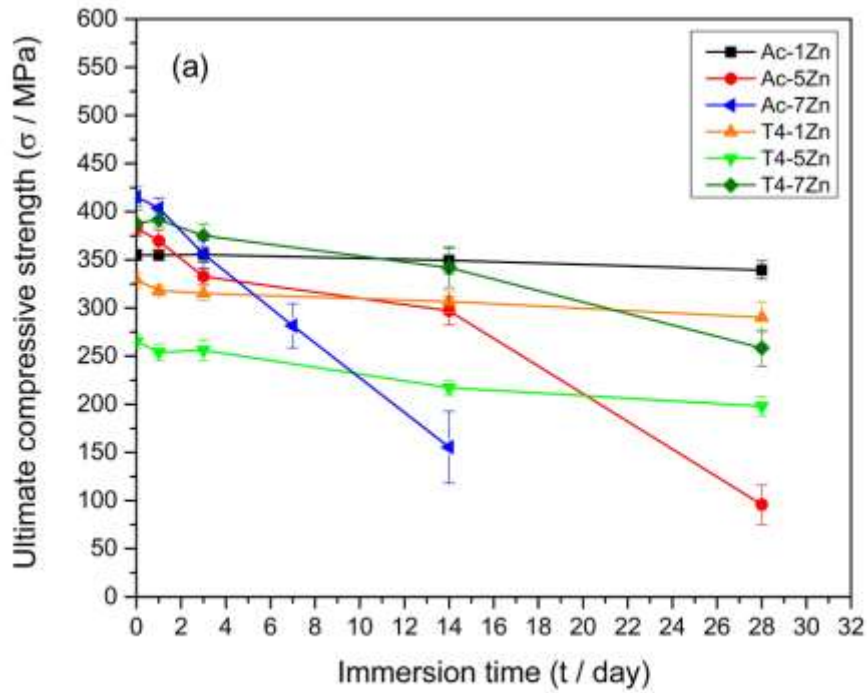 (a)
Ac-1Zn
Ac-5Zn
Ac-7Zn
T4-1Zn
T4-5Zn
T4-7Zn
Ultimate compressive strength (σ / MPa)
600
550
500
450
400
350
300
250
200
150
100
50
0
0 2 4 6 8 10 12 14 16 18 20 22 24 26 28 30 32
Immersion time (t / day)